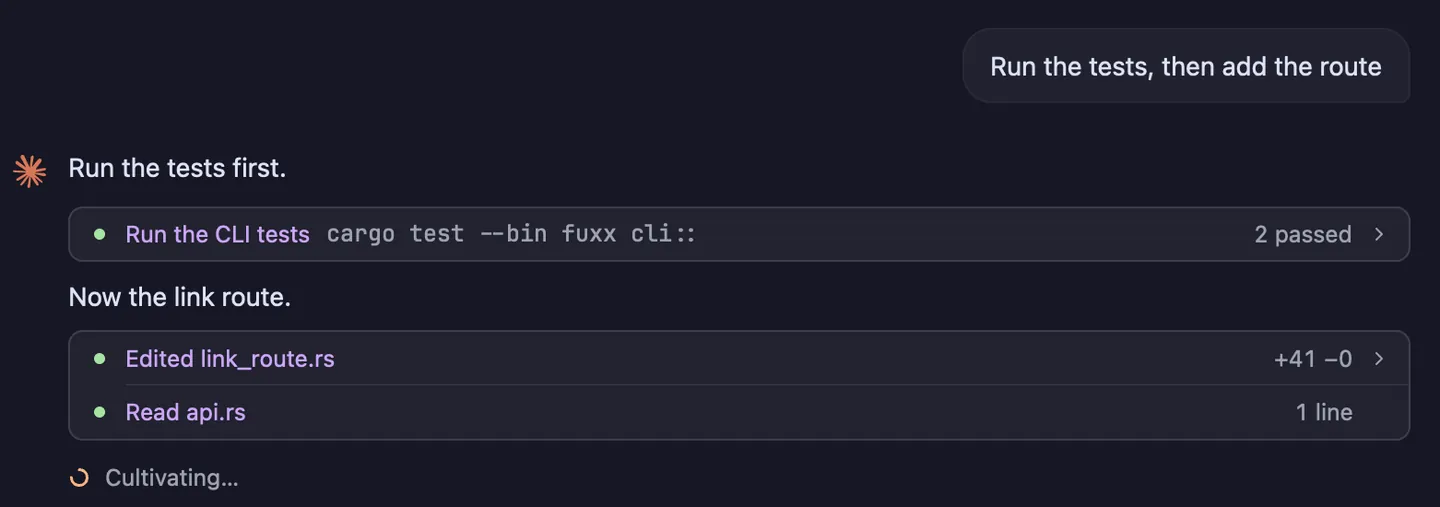 Run the tests, then add the route
Run the tests first.
Run the CLI tests cargo test --bin fuxx cli:: 2 passed
Now the link route.
Edited link_route.rs +41 −0
Read api.rs 1 line
Cultivating...